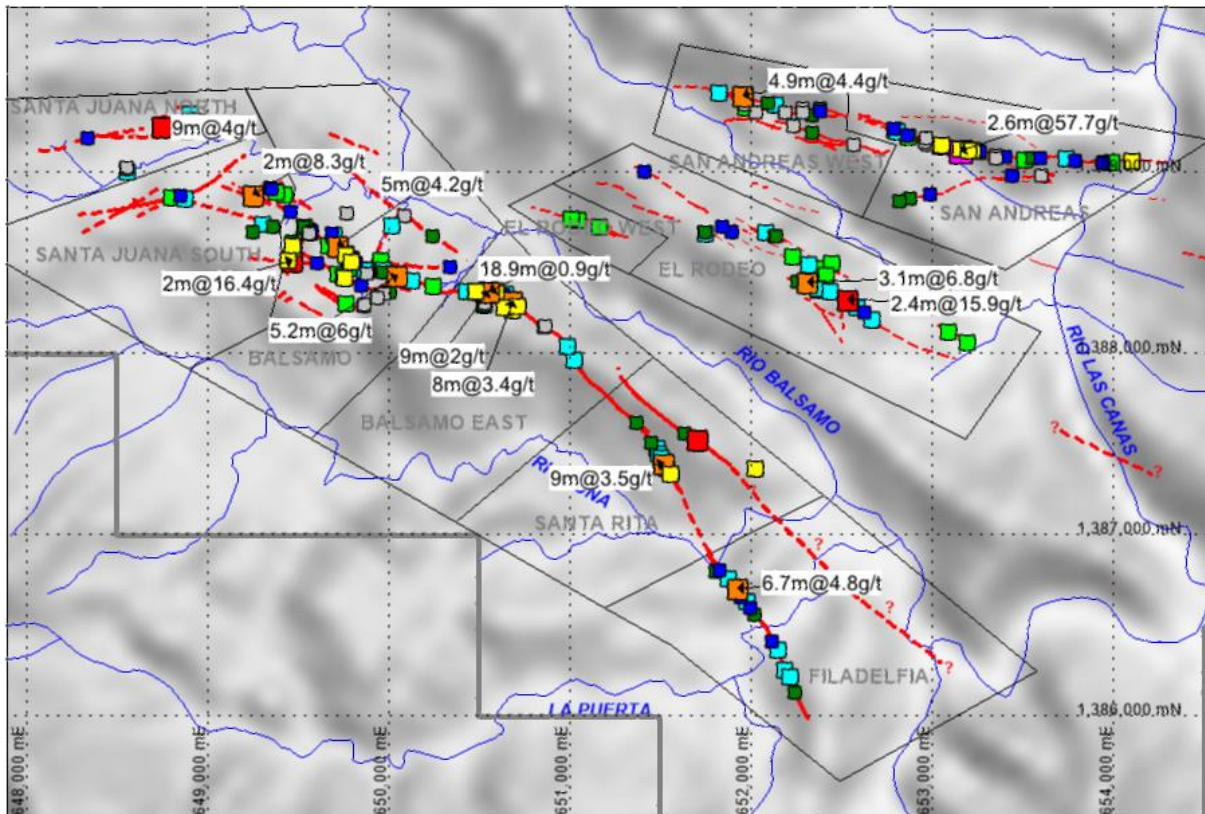 4.9m@4.4g/t
SANTA JUANA NORTH
9m@4g/t
2.6m@57.7g/t
2m@8.3g/t
SAN ANDREAS WEST
5m@4.2g/t
SAN ANDREAS
EL RODEO WEST
SANTA JUANA SOUTH
18.9m@0.9g/t
EL RODEO
3.1m@6.8g/t
2m@16.4g/t
2.4m@15.9g/t
5.2m@6g/t
BALSAMO
9m@2g/t
388,000 mN
RIO LAS CANAS
8m@3.4g/t
RIO BALSAMO
BALSAMO EAST
?
?
9m@3.5g/t
SANTA RITA
1,387,000 mN
?
6.7m@4.8g/t
?
?
FILADELFIA
LA PUERTA
1,386,000 mN
648,000 mE
649,000 mE
650,000 mE
651,000 mE
652,000 mE
653,000 mE
654,000 mE